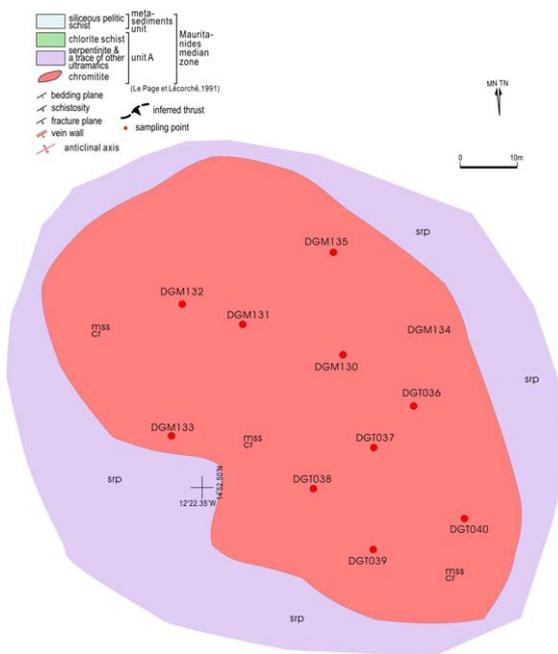 siliceous pelitic
schist
meta-
sediments
unit
chlorite schist
serpentinite &
a trace of other
ultramafics
chromitite
unit A
Maurita-
nides
median
zone
(Le Page et Lécorché,1991)
bedding plane
schistosity
fracture plane
vein wall
anticlinal axis
inferred thrust
sampling point
MN TN
0 10m
srp
DGM135
DGM132
DGM131
mss
cr
DGM134
DGM130
srp
DGT036
DGM133
mss
cr
DGT037
srp
DGT038
14°52.50'N
12°22.35'W
DGT040
DGT039
mss
cr
srp